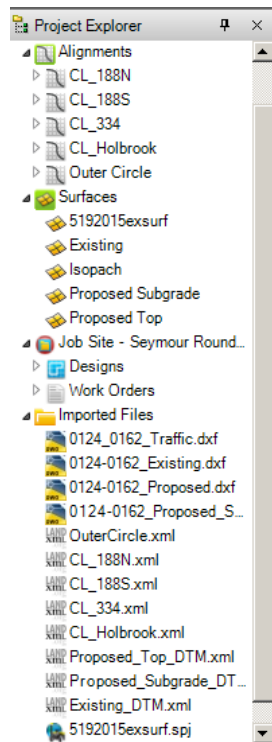 Project Explorer
Alignments
CL_188N
CL_188S
CL_334
CL_Holbrook
Outer Circle
Surfaces
5192015exsurf
Existing
Isopach
Proposed Subgrade
Proposed Top
Job Site - Seymour Round...
Designs
Work Orders
Imported Files
0124_0162_Traffic.dxf
0124-0162_Existing.dxf
0124-0162_Proposed.dxf
0124-0162_Proposed_S...
OuterCircle.xml
CL_188N.xml
CL_188S.xml
CL_334.xml
CL_Holbrook.xml
Proposed_Top_DTM.xml
Proposed_Subgrade_DT...
Existing_DTM.xml
5192015exsurf.spj